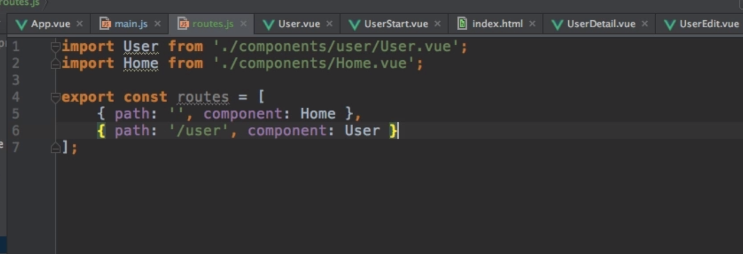 routes.js
App.vue × main.js × routes.js × User.vue × UserStart.vue × index.html × UserDetail.vue × UserEdit.vue
1 import User from './components/user/User.vue';
2 import Home from './components/Home.vue';
3
4 export const routes = [
5 { path: '', component: Home },
6 { path: '/user', component: User }
7 ];